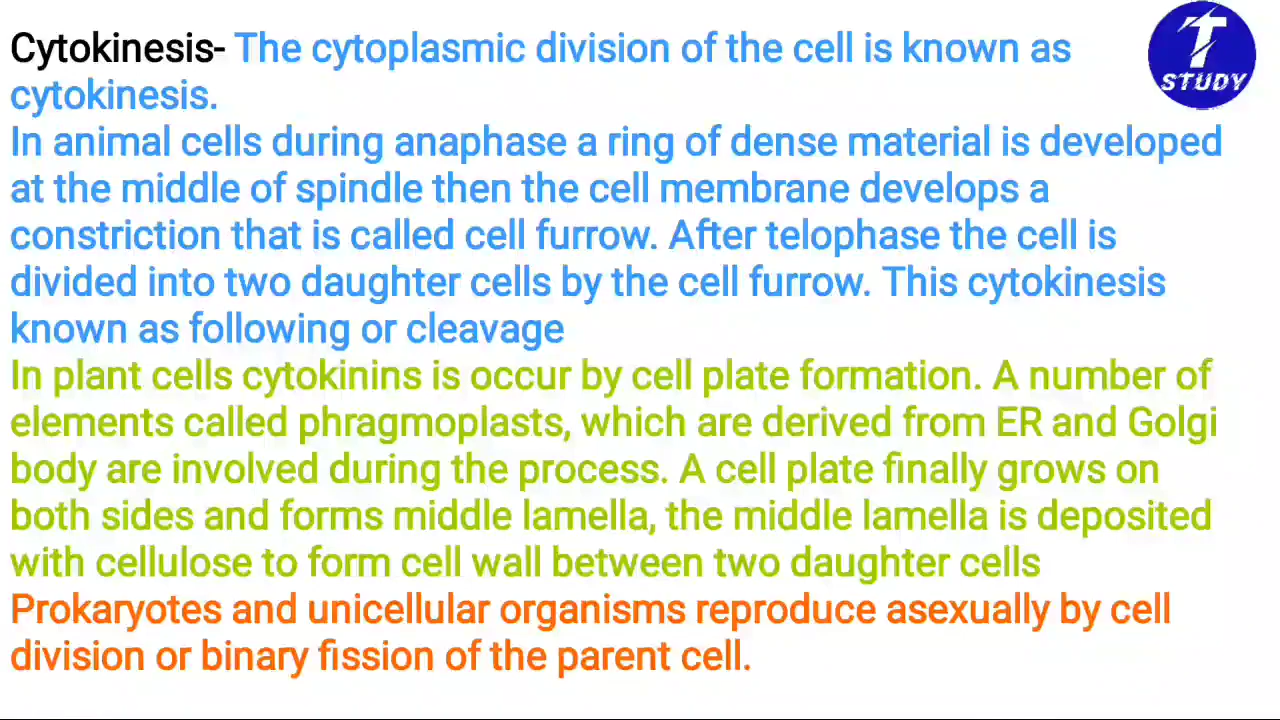 Cytokinesis- The cytoplasmic division of the cell is known as
cytokinesis.
In animal cells during anaphase a ring of dense material is developed
at the middle of spindle then the cell membrane develops a
constriction that is called cell furrow. After telophase the cell is
divided into two daughter cells by the cell furrow. This cytokinesis
known as following or cleavage
In plant cells cytokinins is occur by cell plate formation. A number of
elements called phragmoplasts, which are derived from ER and Golgi
body are involved during the process. A cell plate finally grows on
both sides and forms middle lamella, the middle lamella is deposited
with cellulose to form cell wall between two daughter cells
Prokaryotes and unicellular organisms reproduce asexually by cell
division or binary fission of the parent cell.
T
STUDY